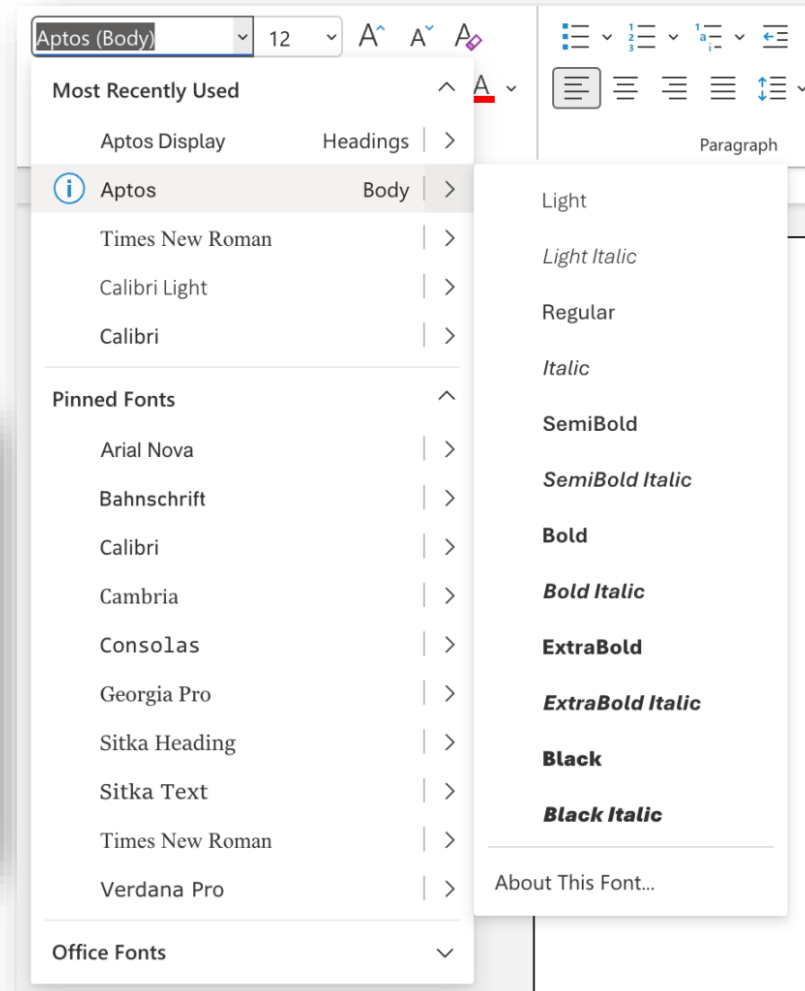 Aptos (Body)
12
Most Recently Used
Aptos Display Headings
Aptos Body
Times New Roman
Calibri Light
Calibri
Pinned Fonts
Arial Nova
Bahnschrift
Calibri
Cambria
Consolas
Georgia Pro
Sitka Heading
Sitka Text
Times New Roman
Verdana Pro
Office Fonts
Paragraph
Light
Light Italic
Regular
Italic
SemiBold
SemiBold Italic
Bold
Bold Italic
ExtraBold
ExtraBold Italic
Black
Black Italic
About This Font...